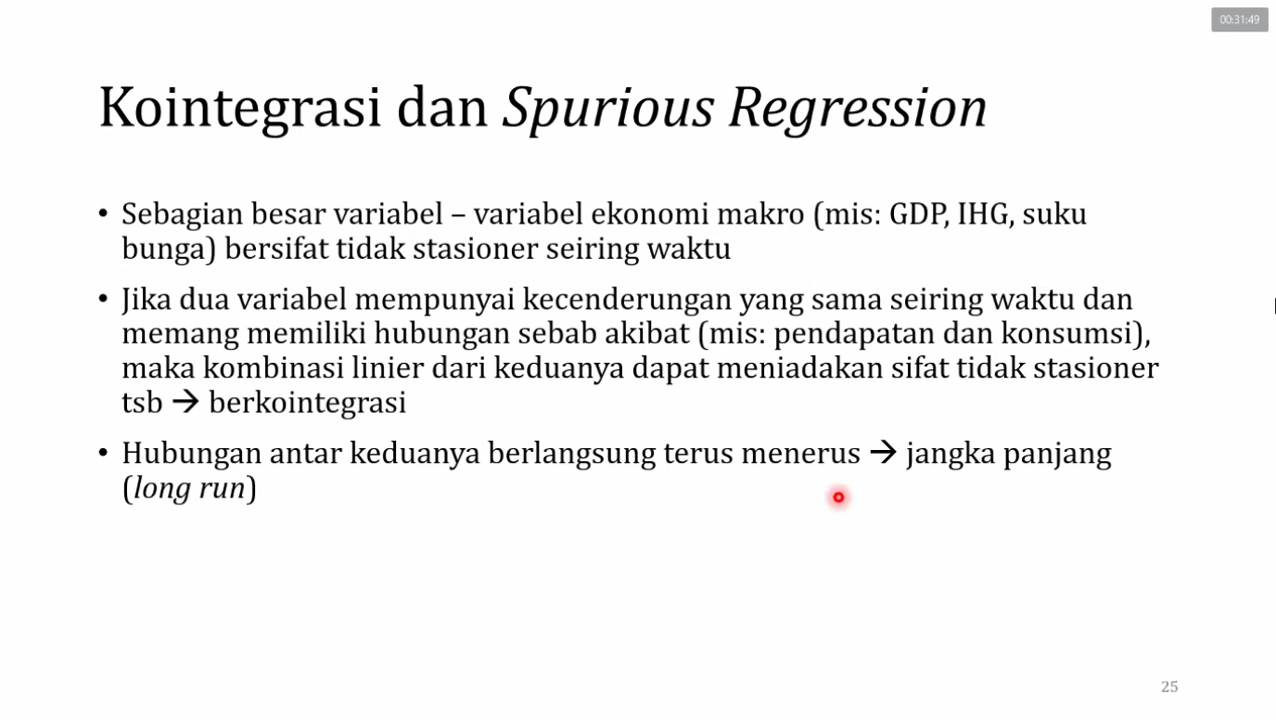 00:31:49
Kointegrasi dan Spurious Regression
• Sebagian besar variabel – variabel ekonomi makro (mis: GDP, IHG, suku
bunga) bersifat tidak stasioner seiring waktu
• Jika dua variabel mempunyai kecenderungan yang sama seiring waktu dan
memang memiliki hubungan sebab akibat (mis: pendapatan dan konsumsi),
maka kombinasi linier dari keduanya dapat meniadakan sifat tidak stasioner
tsb → berkointegrasi
• Hubungan antar keduanya berlangsung terus menerus → jangka panjang
(long run)
25